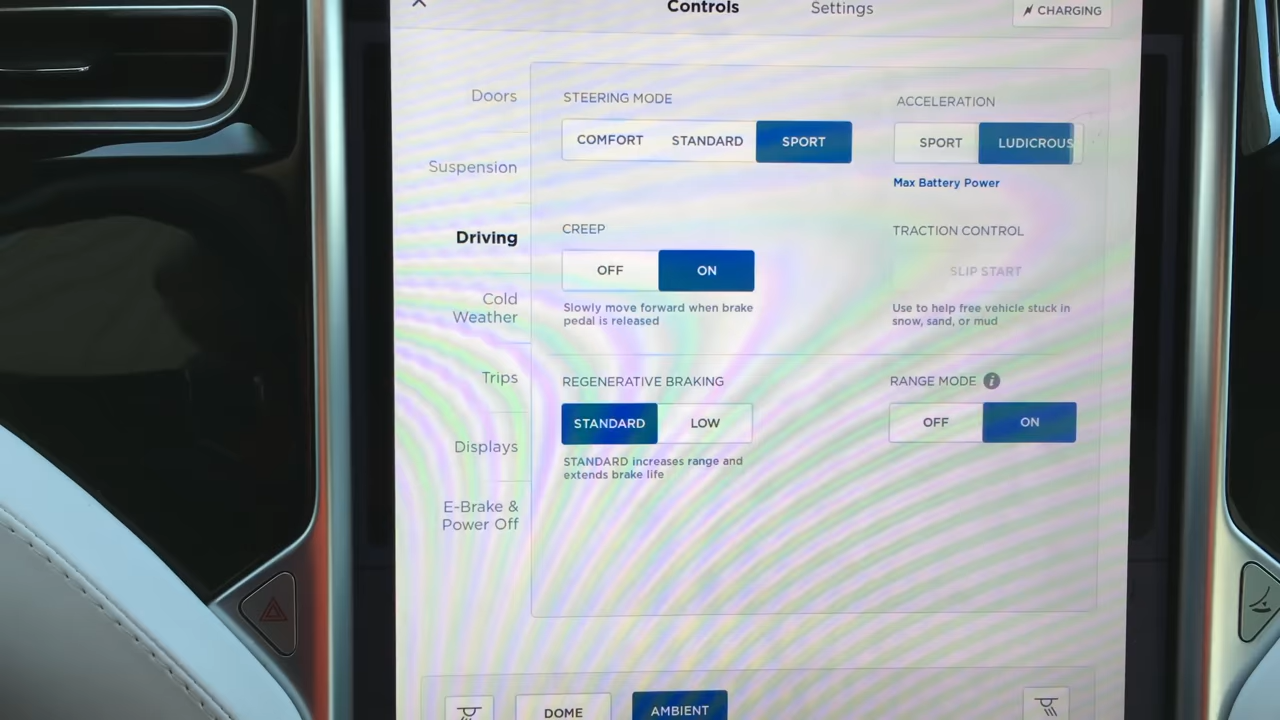 Controls
Settings
CHARGING
Doors
Suspension
Driving
Cold
Weather
Trips
Displays
E-Brake &
Power Off
STEERING MODE
COMFORT STANDARD SPORT
ACCELERATION
SPORT LUDICROUS
Max Battery Power
CREEP
OFF ON
Slowly move forward when brake
pedal is released
TRACTION CONTROL
SLIP START
Use to help free vehicle stuck in
snow, sand, or mud
REGENERATIVE BRAKING
STANDARD LOW
STANDARD increases range and
extends brake life
RANGE MODE i
OFF ON
DOME
AMBIENT